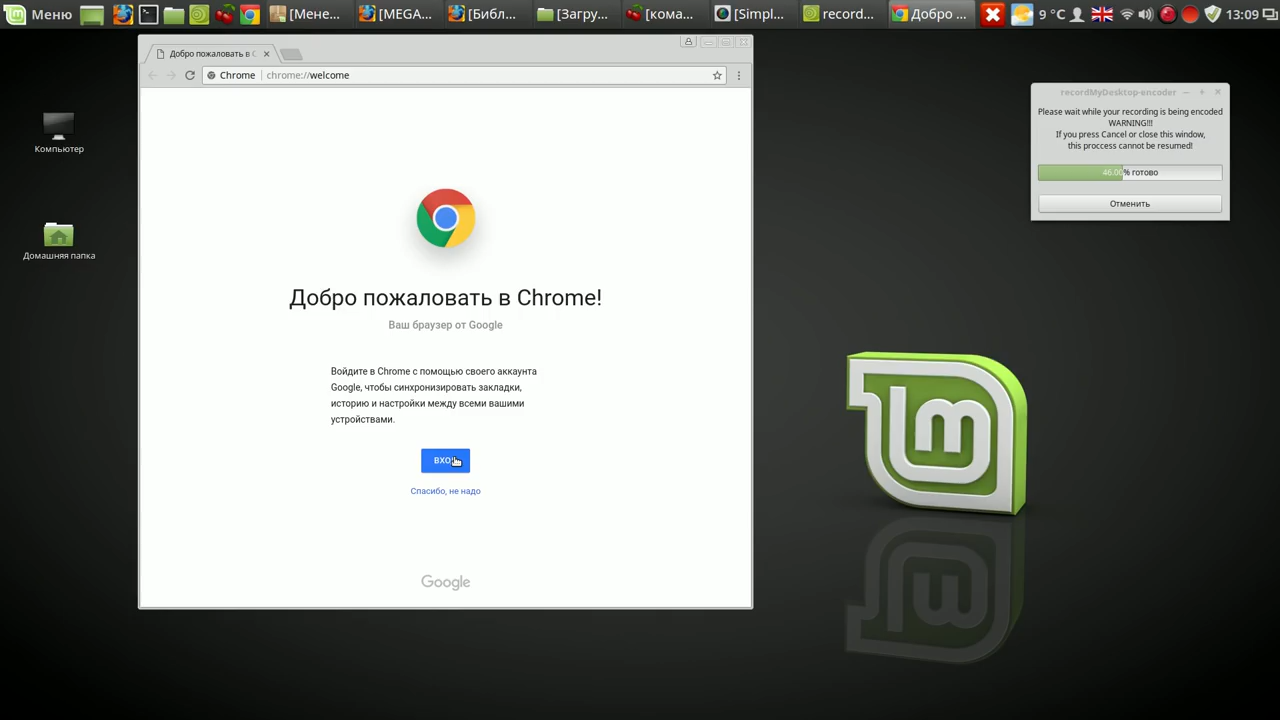 Меню
[Мене...
[MEGA...
[Библ...
[Загру...
[кома...
[Simpl...
record...
Добро ...
9 °C
13:09
Добро пожаловать в C
Chrome
chrome://welcome
Компьютер
Домашняя папка
Добро пожаловать в Chrome!
Ваш браузер от Google
Войдите в Chrome с помощью своего аккаунта
Google, чтобы синхронизировать закладки,
историю и настройки между всеми вашими
устройствами.
Спасибо, не надо
Google
recordMyDesktop-encoder
Please wait while your recording is being encoded
WARNING!!!
If you press Cancel or close this window,
this proccess cannot be resumed!
46.00% готово
Отменить